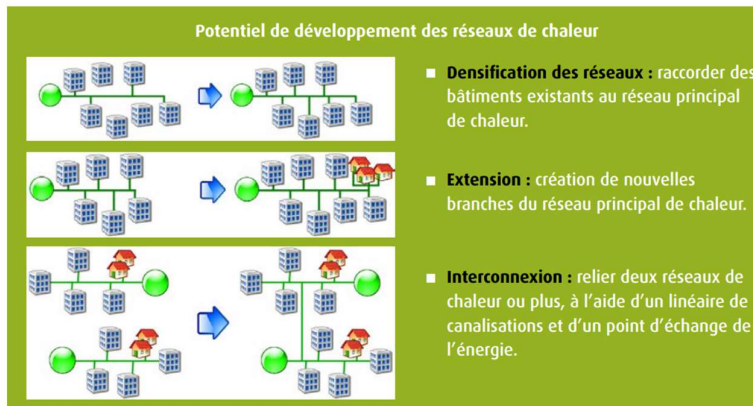 Potentiel de développement des réseaux de chaleur
■ Densification des réseaux : raccorder des
bâtiments existants au réseau principal
de chaleur.
■ Extension : création de nouvelles
branches du réseau principal de chaleur.
■ Interconnexion : relier deux réseaux de
chaleur ou plus, à l'aide d'un linéaire de
canalisations et d'un point d'échange de
l'énergie.